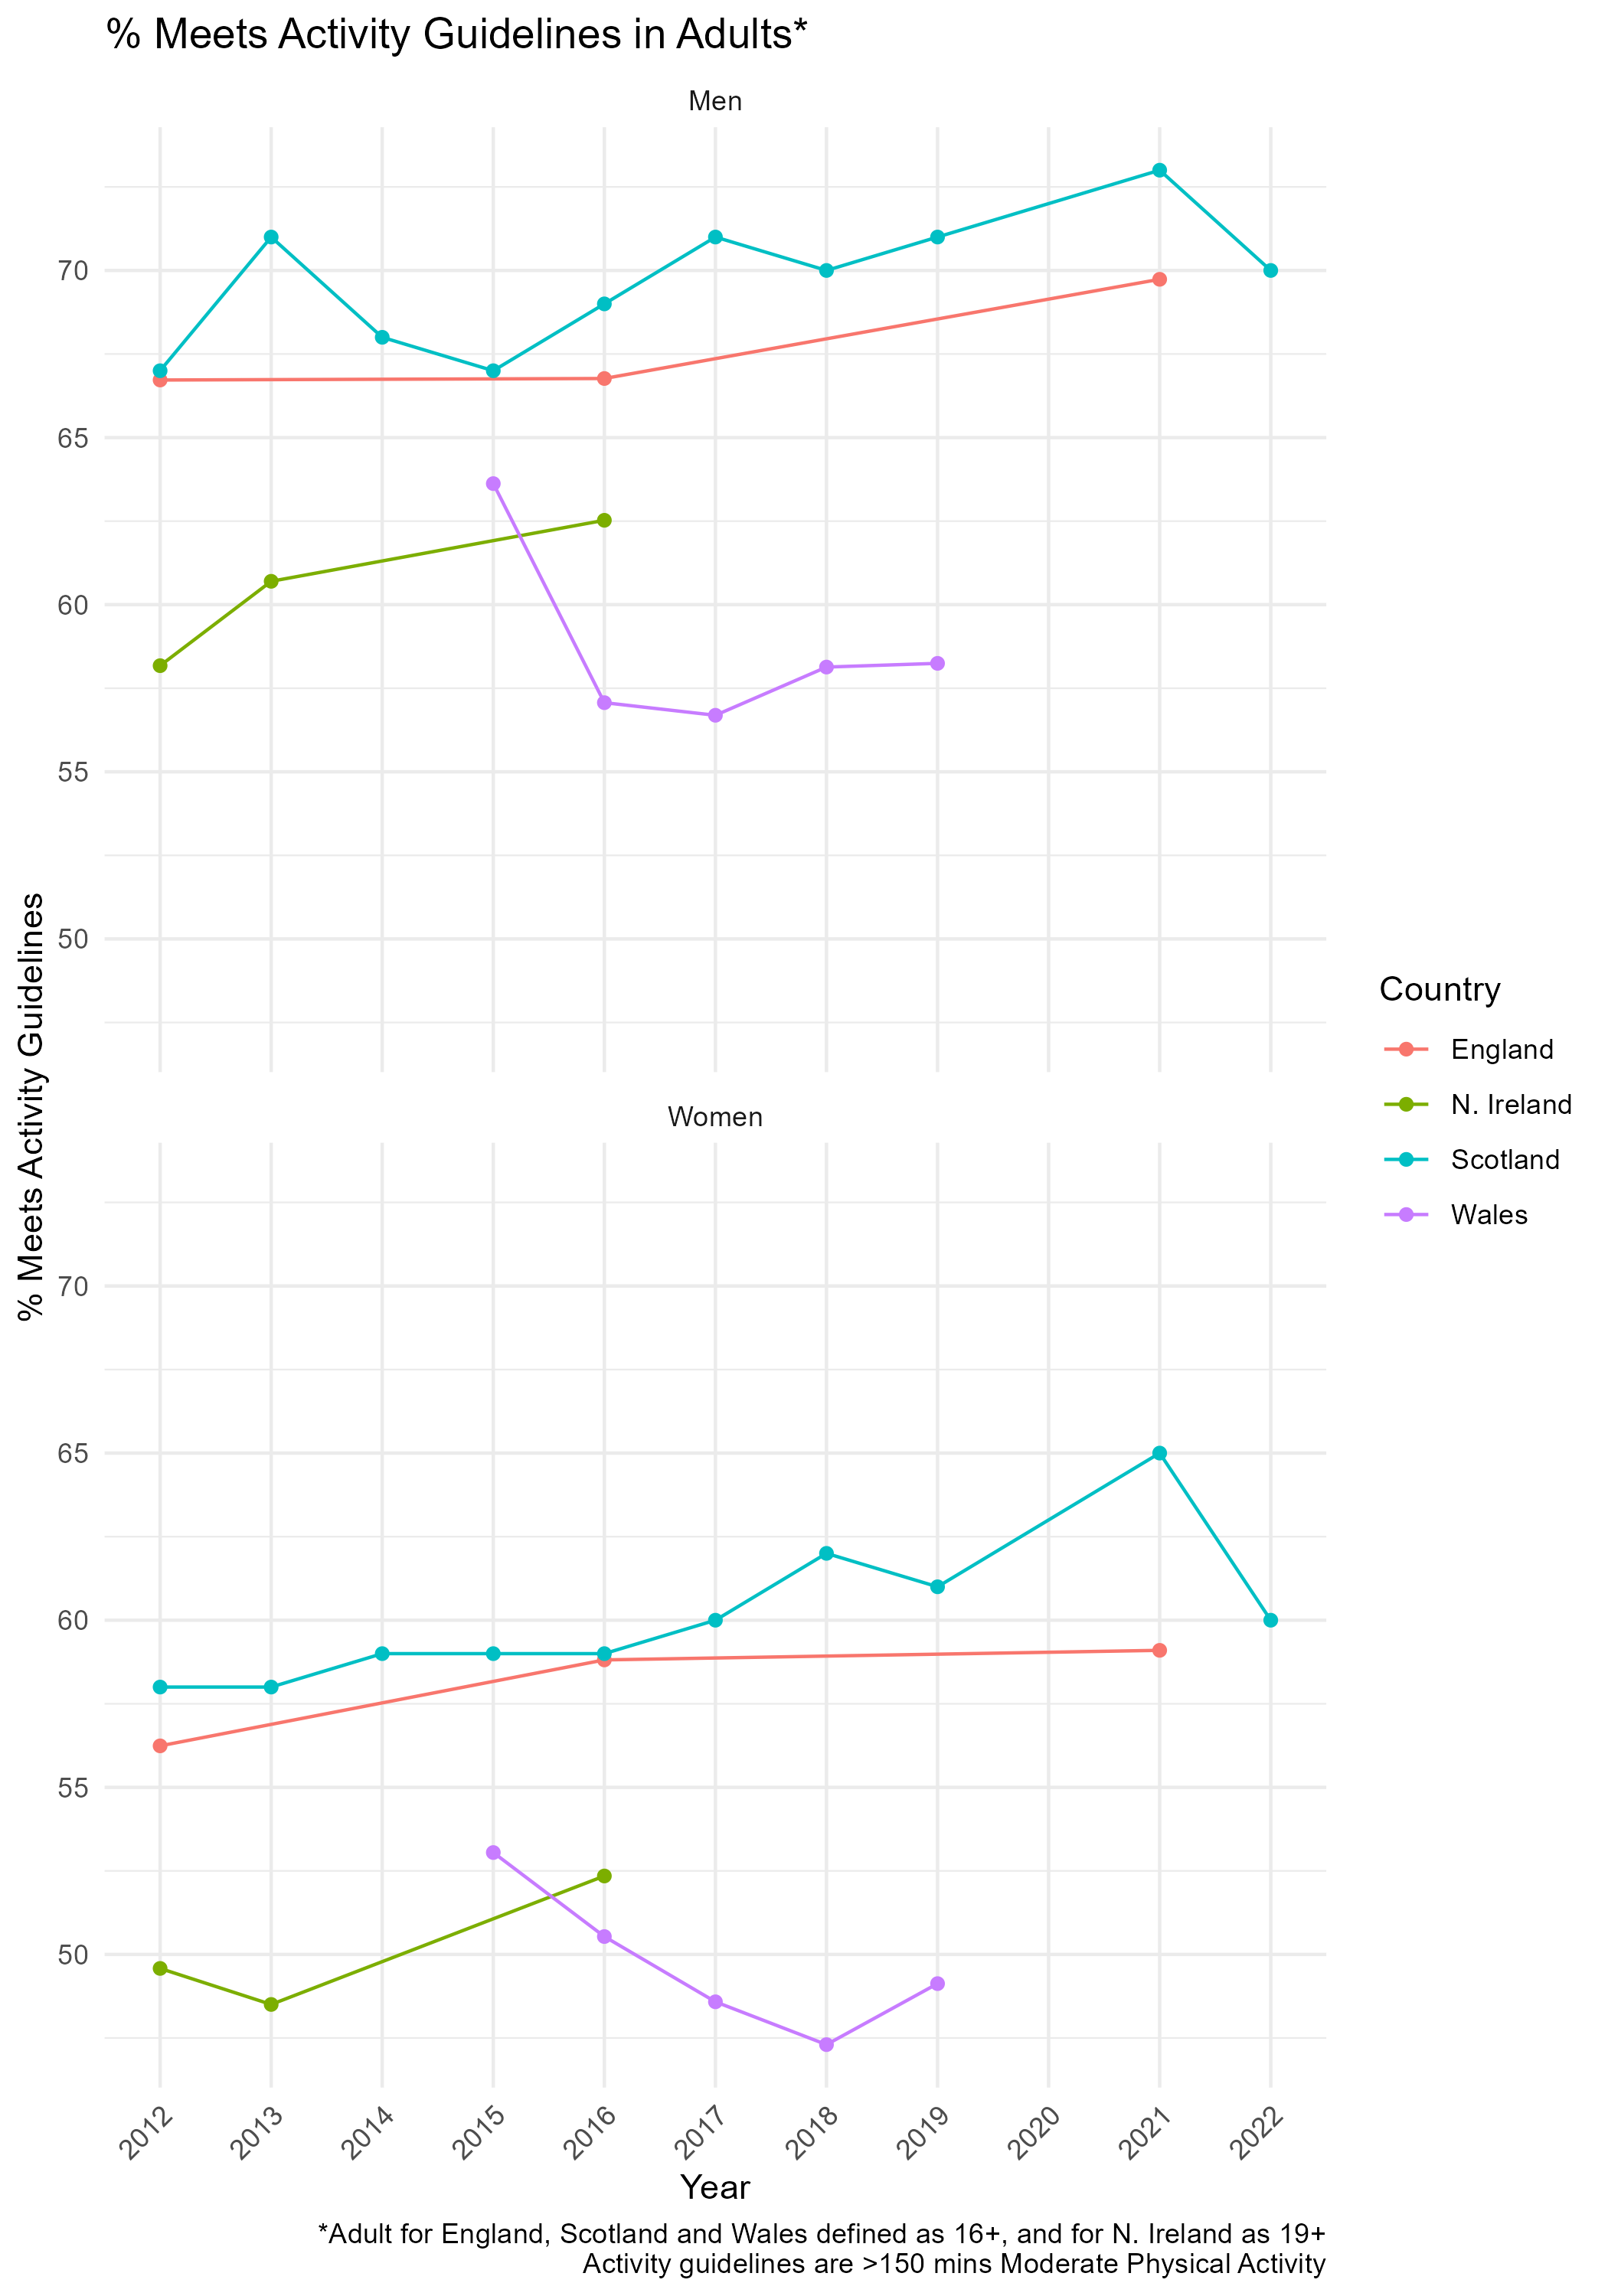 % Meets Activity Guidelines in Adults*
Men
70
65
60
55
50
% Meets Activity Guidelines
Women
70
65
60
55
50
2012
2013
2014
2015
2016
2017
2018
2019
2020
2021
2022
Year
Country
England
N. Ireland
Scotland
Wales
*Adult for England, Scotland and Wales defined as 16+, and for N. Ireland as 19+
Activity guidelines are >150 mins Moderate Physical Activity